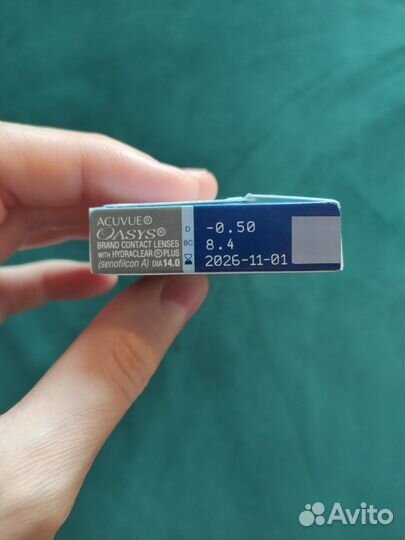 ACUVUE®
OASYS®
BRAND CONTACT LENSES
WITH HYDRACLEAR® PLUS
(senofilcon A) DIA 14.0
D -0.50
BC 8.4
2026-11-01
Avito